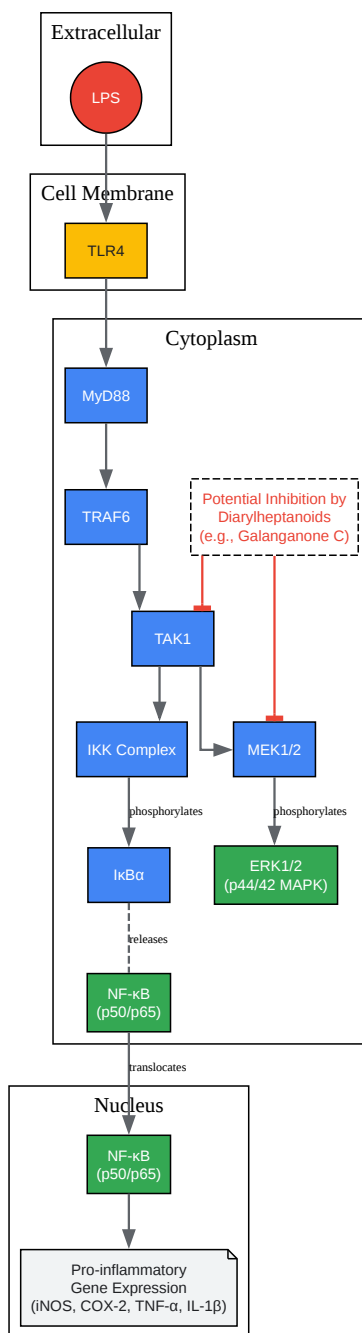 Extracellular
LPS
Cell Membrane
TLR4
Cytoplasm
MyD88
TRAF6
Potential Inhibition by
Diarylheptanoids
(e.g., Galanganone C)
TAK1
IKK Complex
MEK1/2
phosphorylates
phosphorylates
IκBα
ERK1/2
(p44/42 MAPK)
releases
NF-κB
(p50/p65)
translocates
Nucleus
NF-κB
(p50/p65)
Pro-inflammatory
Gene Expression
(iNOS, COX-2, TNF-α, IL-1β)